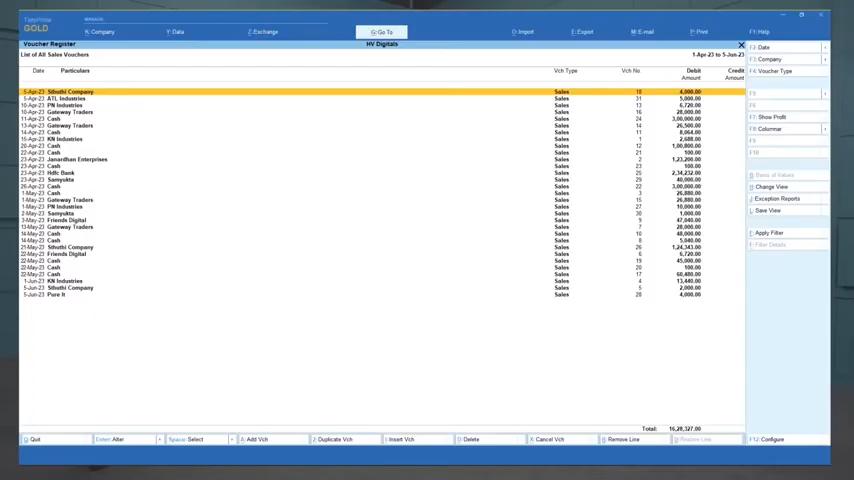 TallyPrime
GOLD
MANAGE
K: Company Y: Data Z: Exchange G: Go To O: Import E: Export M: E-mail P: Print F1: Help
Voucher Register HV Digitals
List of All Sales Vouchers 1-Apr-23 to 5-Jun-23
Date Particulars Vch Type Vch No. Debit Credit
Amount Amount
5-Apr-23 Sthuthi Company Sales 18 4,000.00
5-Apr-23 ATL Industries Sales 31 5,000.00
10-Apr-23 PN Industries Sales 13 6,720.00
10-Apr-23 Gateway Traders Sales 16 28,000.00
11-Apr-23 Cash Sales 24 3,00,000.00
13-Apr-23 Gateway Traders Sales 14 26,500.00
14-Apr-23 Cash Sales 11 8,064.00
15-Apr-23 KN Industries Sales 1 2,688.00
20-Apr-23 Cash Sales 12 1,00,800.00
22-Apr-23 Cash Sales 21 100.00
23-Apr-23 Janardhan Enterprises Sales 2 1,23,200.00
23-Apr-23 Cash Sales 23 100.00
23-Apr-23 Hdfc Bank Sales 25 2,34,232.00
23-Apr-23 Samyukta Sales 29 40,000.00
26-Apr-23 Cash Sales 22 3,00,000.00
1-May-23 Cash Sales 3 26,880.00
1-May-23 Gateway Traders Sales 15 26,880.00
1-May-23 PN Industries Sales 27 10,000.00
2-May-23 Samyukta Sales 30 1,000.00
3-May-23 Friends Digital Sales 9 47,040.00
13-May-23 Gateway Traders Sales 7 28,000.00
14-May-23 Cash Sales 10 48,000.00
14-May-23 Cash Sales 8 5,040.00
21-May-23 Sthuthi Company Sales 26 1,24,343.00
22-May-23 Friends Digital Sales 6 6,720.00
22-May-23 Cash Sales 19 45,000.00
22-May-23 Cash Sales 20 100.00
22-May-23 Cash Sales 17 60,480.00
1-Jun-23 KN Industries Sales 4 13,440.00
5-Jun-23 Sthuthi Company Sales 5 2,000.00
5-Jun-23 Pure It Sales 28 4,000.00
Total: 16,28,327.00
Q: Quit Enter: Alter Space: Select A: Add Vch 2: Duplicate Vch I: Insert Vch D: Delete X: Cancel Vch R: Remove Line U: Restore Line
F2: Date
F3: Company
F4: Voucher Type
F5
F6
F7: Show Profit
F8: Columnar
F9
F10
B: Basis of Values
H: Change View
J: Exception Reports
L: Save View
F: Apply Filter
F: Filter Details
F12: Configure